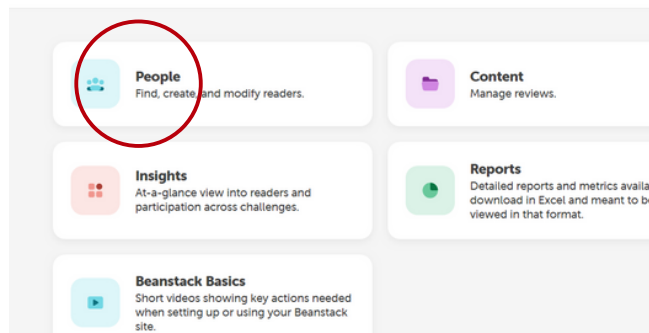 People
Find, create, and modify readers.
Content
Manage reviews.
Insights
At-a-glance view into readers and
participation across challenges.
Reports
Detailed reports and metrics
download in Excel and meant to
viewed in that format.
Beanstack Basics
Short videos showing key actions needed
when setting up or using your Beanstack
site.